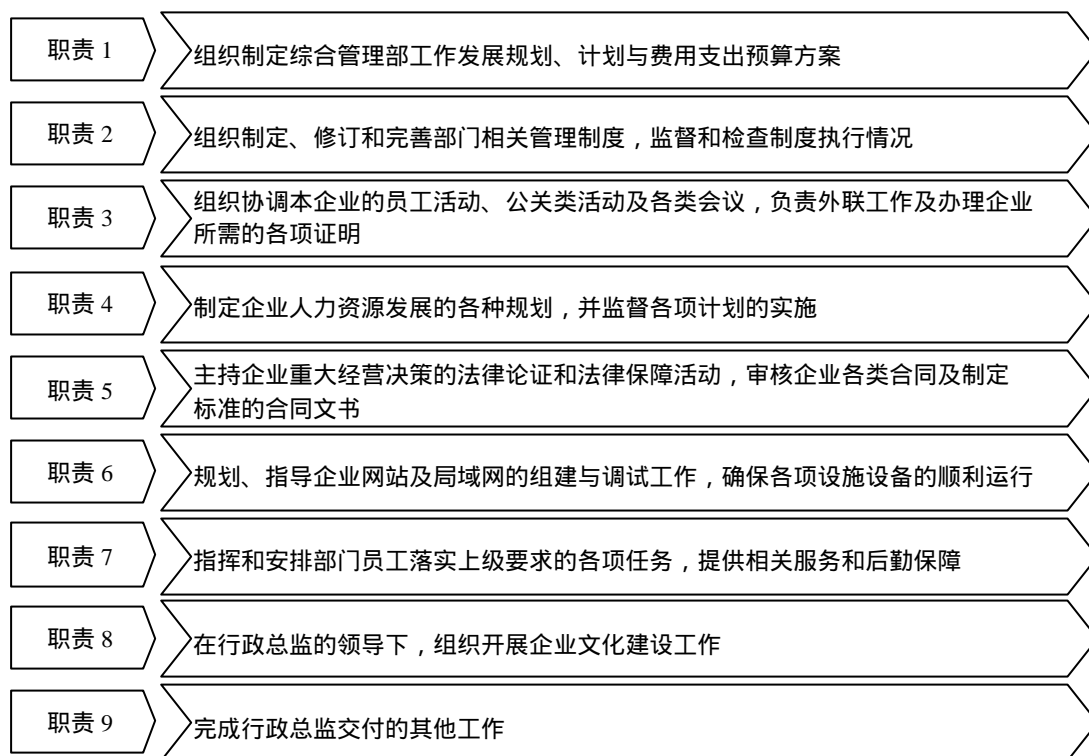 职责 1
组织制定综合管理部工作发展规划、计划与费用支出预算方案
职责 2
组织制定、修订和完善部门相关管理制度，监督和检查制度执行情况
职责 3
组织协调本企业的员工活动、公关类活动及各类会议，负责外联工作及办理企业
所需的各项证明
职责 4
制定企业人力资源发展的各种规划，并监督各项计划的实施
职责 5
主持企业重大经营决策的法律论证和法律保障活动，审核企业各类合同及制定
标准的合同文书
职责 6
规划、指导企业网站及局域网的组建与调试工作，确保各项设施设备的顺利运行
职责 7
指挥和安排部门员工落实上级要求的各项任务，提供相关服务和后勤保障
职责 8
在行政总监的领导下，组织开展企业文化建设工作
职责 9
完成行政总监交付的其他工作